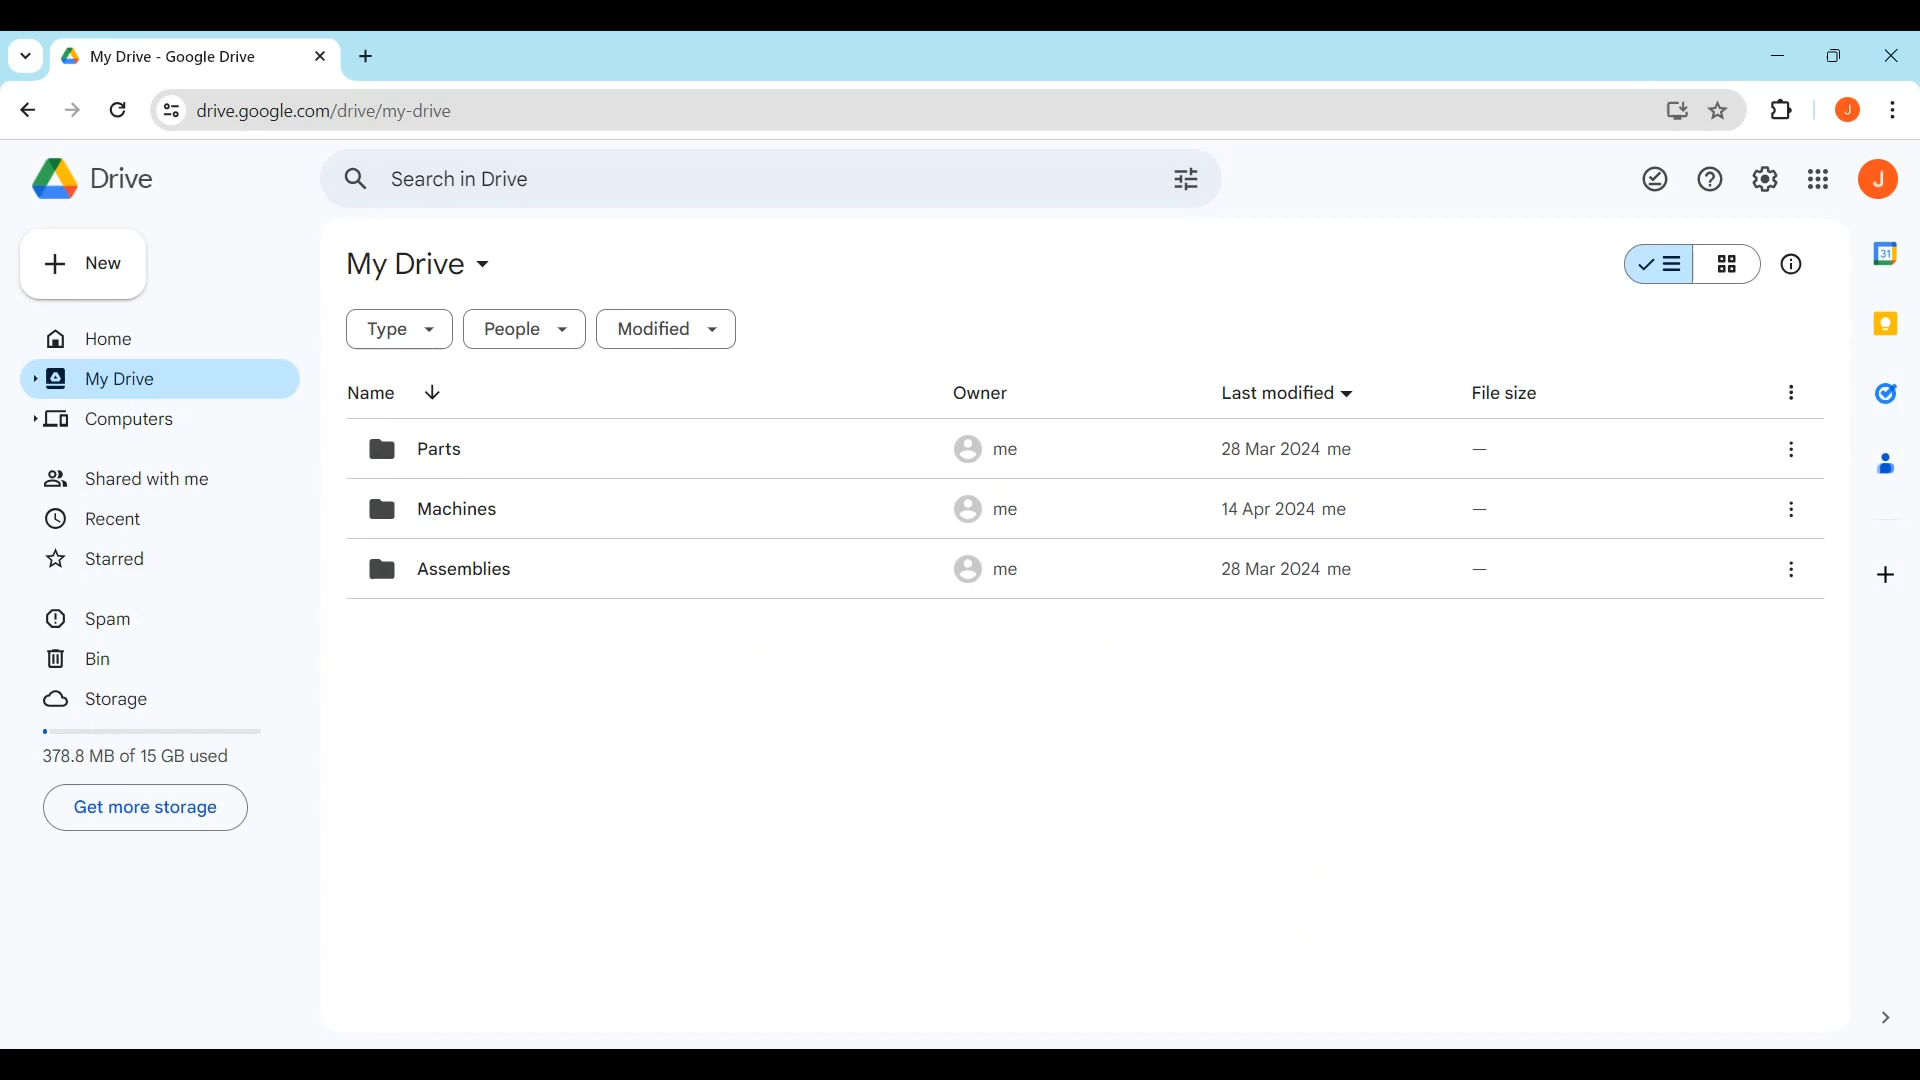 My Drive - Google Drive
drive.google.com/drive/my-drive
J
Drive
Search in Drive
J
New
My Drive
31
Type
People
Modified
Home
My Drive
Computers
Shared with me
Recent
Starred
Spam
Bin
Storage
378.8 MB of 15 GB used
Get more storage
Name Owner Last modified File size
Parts me 28 Mar 2024 me —
Machines me 14 Apr 2024 me —
Assemblies me 28 Mar 2024 me —